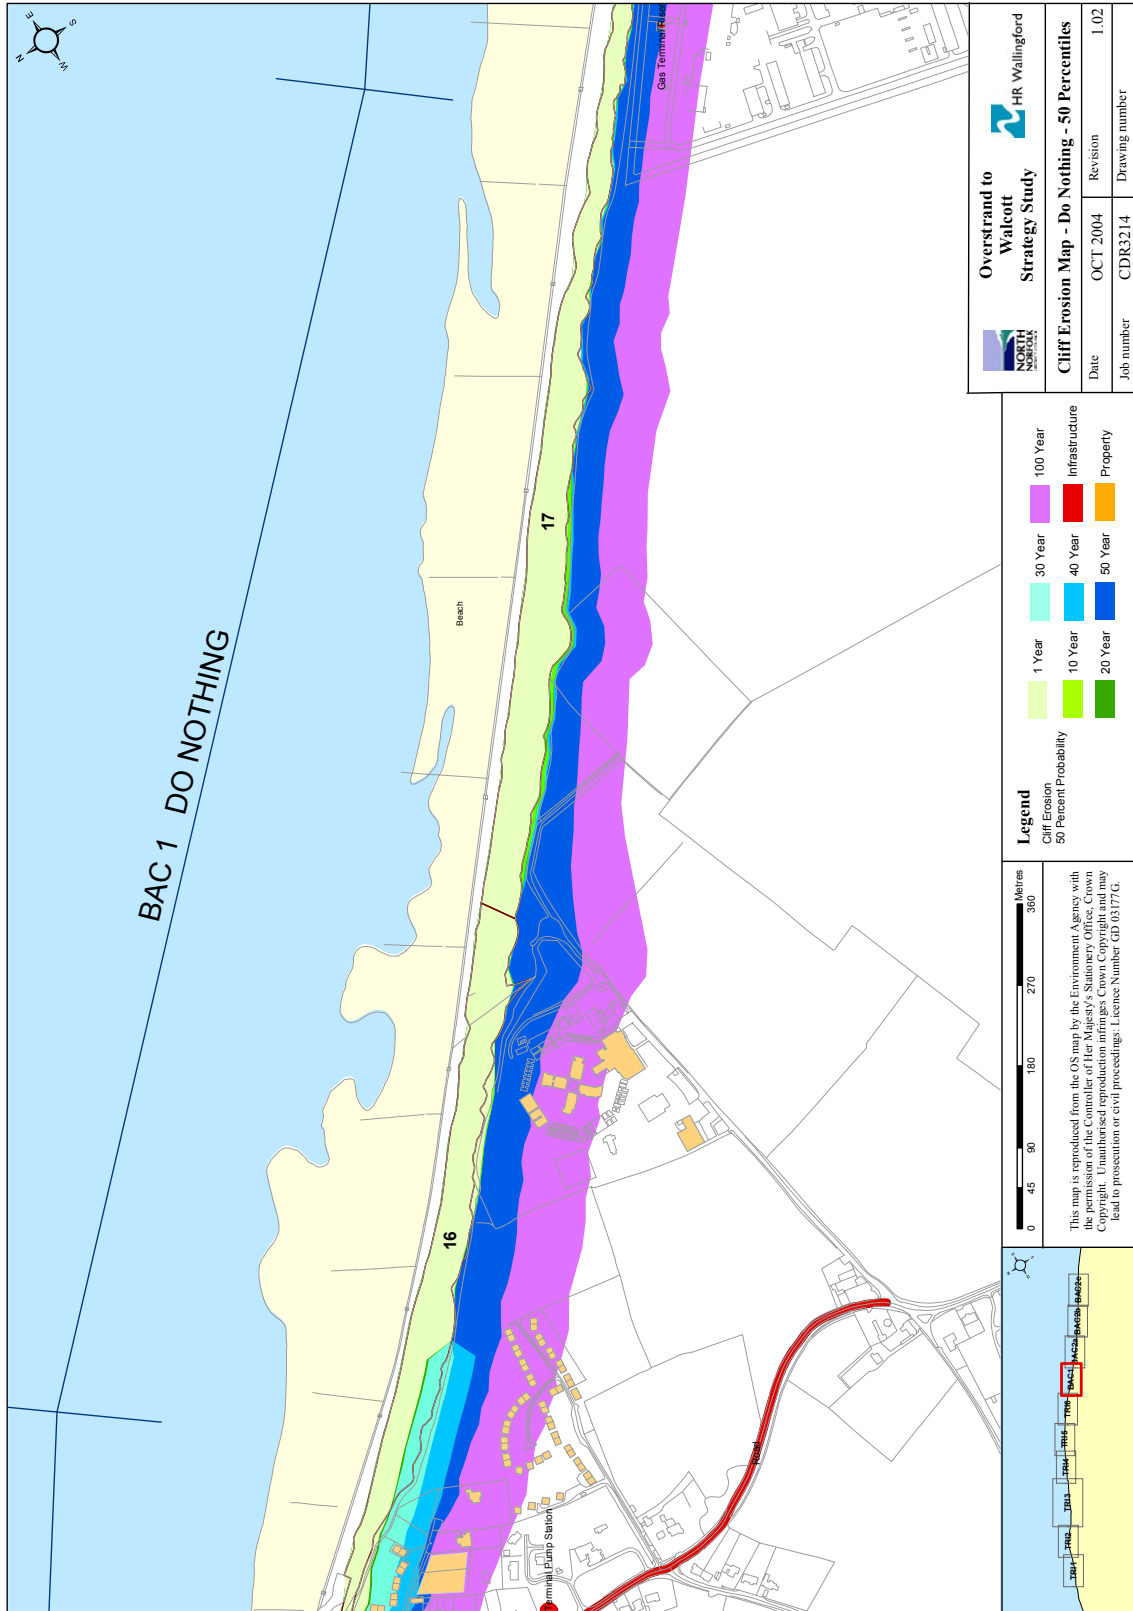 BAC 1 DO NOTHING
Beach
16
17
Gas Terminal
Terminal Pump Station
Road
Overstrand to
Walcott
Strategy Study
NORTH
NORFOLK
HR Wallingford
Cliff Erosion Map - Do Nothing - 50 Percentiles
Date
OCT 2004
Revision
1.02
Job number
CDR3214
Drawing number
Legend
Cliff Erosion
50 Percent Probability
1 Year
10 Year
20 Year
30 Year
40 Year
50 Year
100 Year
Infrastructure
Property
0 45 90 180 270 360
Metres
This map is reproduced from the OS map by the Environment Agency with
the permission of the Controller of Her Majesty's Stationery Office, Crown
Copyright. Unauthorised reproduction infringes Crown Copyright and may
lead to prosecution or civil proceedings: Licence Number GD 03177G.
TRI1
TRI2
TRI3
TRI4
TRI5
TRI6
BAC1
BAC2a
BAC2b
BAC2c
N
E
S
W